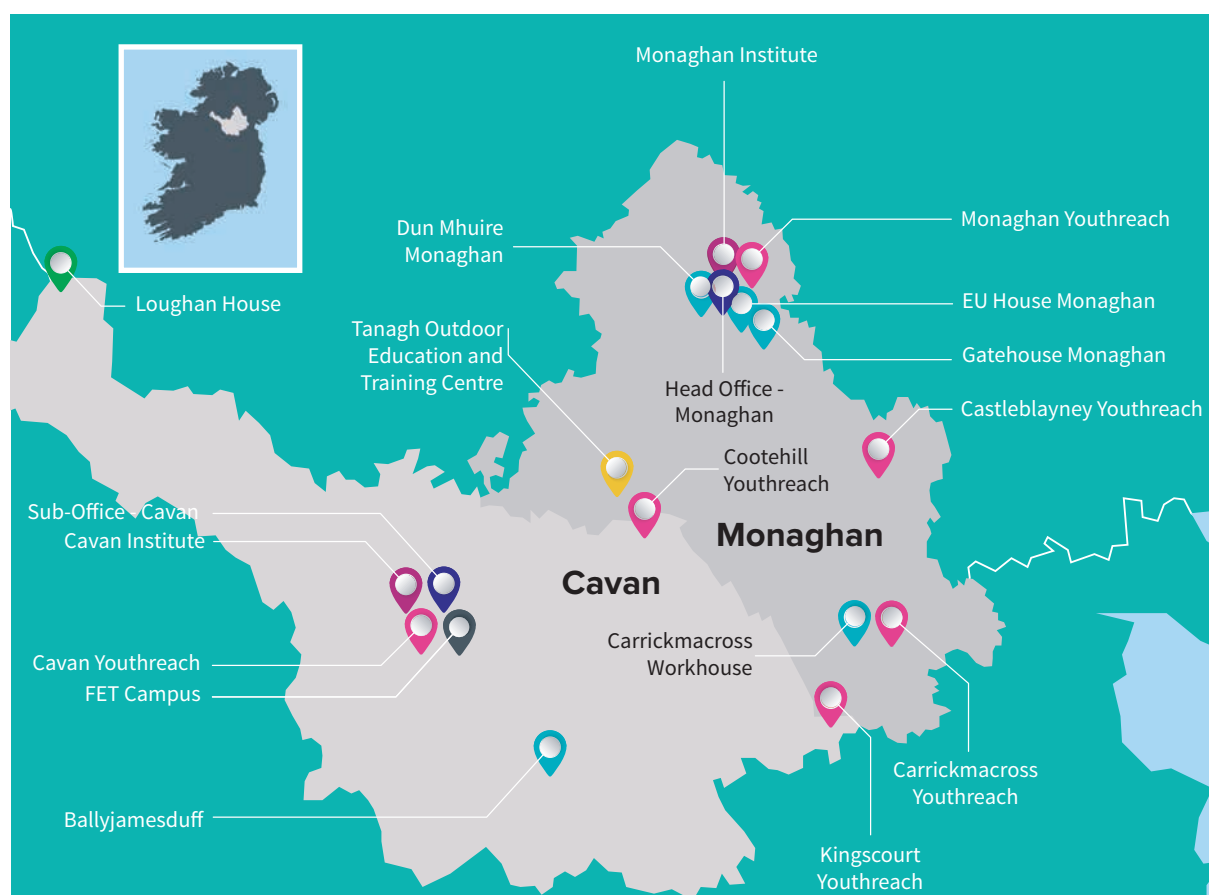 Monaghan Institute
Dun Mhuire
Monaghan
Monaghan Youthreach
Loughan House
EU House Monaghan
Tanagh Outdoor
Education and
Training Centre
Gatehouse Monaghan
Head Office -
Monaghan
Castleblayney Youthreach
Cootehill
Youthreach
Sub-Office - Cavan
Cavan Institute
Monaghan
Cavan
Carrickmacross
Workhouse
Cavan Youthreach
FET Campus
Carrickmacross
Youthreach
Ballyjamesduff
Kingscourt
Youthreach